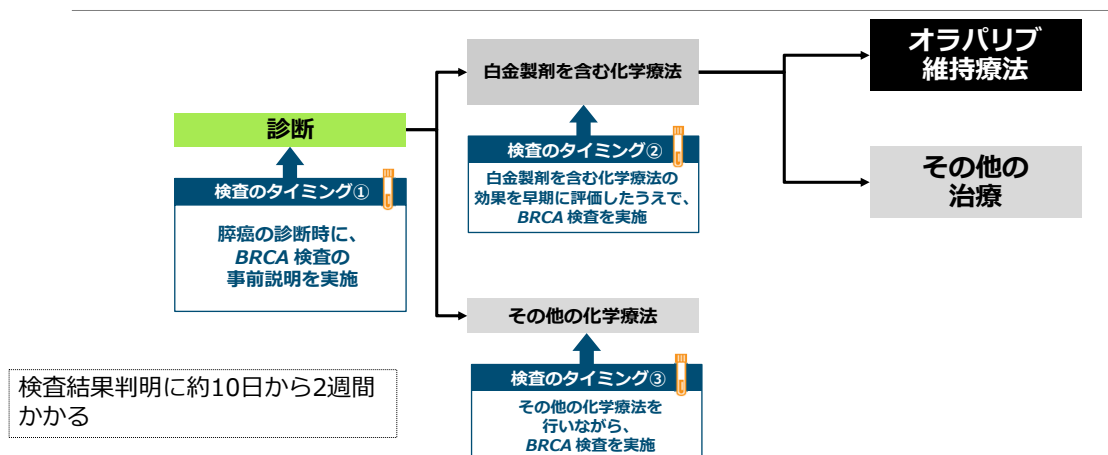 オラパリブ
維持療法
白金製剤を含む化学療法
診断
検査のタイミング②
白金製剤を含む化学療法の
効果を早期に評価したうえで、
BRCA 検査を実施
その他の
治療
検査のタイミング①
膵癌の診断時に、
BRCA 検査の
事前説明を実施
その他の化学療法
検査のタイミング③
その他の化学療法を
行いながら、
BRCA 検査を実施
検査結果判明に約10日から2週間
かかる